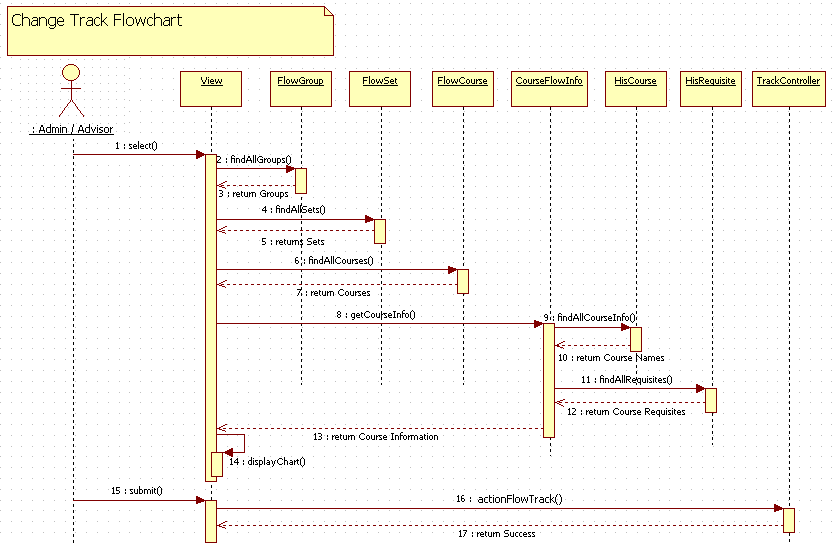 Change Track Flowchart
: Admin / Advisor
View
FlowGroup
FlowSet
FlowCourse
CourseFlowInfo
HisCourse
HisRequisite
TrackController
1 : select()
2 : findAllGroups()
3 : return Groups
4 : findAllSets()
5 : returns Sets
6 : findAllCourses()
7 : return Courses
8 : getCourseInfo()
9 : findAllCourseInfo()
10 : return Course Names
11 : findAllRequisites()
12 : return Course Requisites
13 : return Course Information
14 : displayChart()
15 : submit()
16 : actionFlowTrack()
17 : return Success